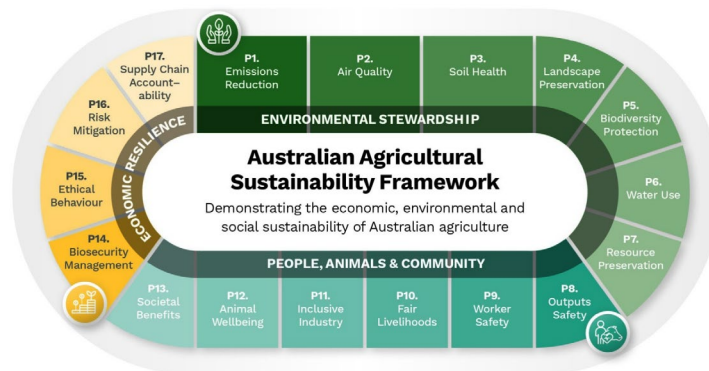 Australian Agricultural
Sustainability Framework
Demonstrating the economic, environmental and
social sustainability of Australian agriculture
ENVIRONMENTAL STEWARDSHIP
P1.
Emissions
Reduction
P2.
Air Quality
P3.
Soil Health
P4.
Landscape
Preservation
P5.
Biodiversity
Protection
P6.
Water Use
P7.
Resource
Preservation
PEOPLE, ANIMALS & COMMUNITY
P8.
Outputs
Safety
P9.
Worker
Safety
P10.
Fair
Livelihoods
P11.
Inclusive
Industry
P12.
Animal
Wellbeing
P13.
Societal
Benefits
ECONOMIC RESILIENCE
P14.
Biosecurity
Management
P15.
Ethical
Behaviour
P16.
Risk
Mitigation
P17.
Supply Chain
Account–
ability